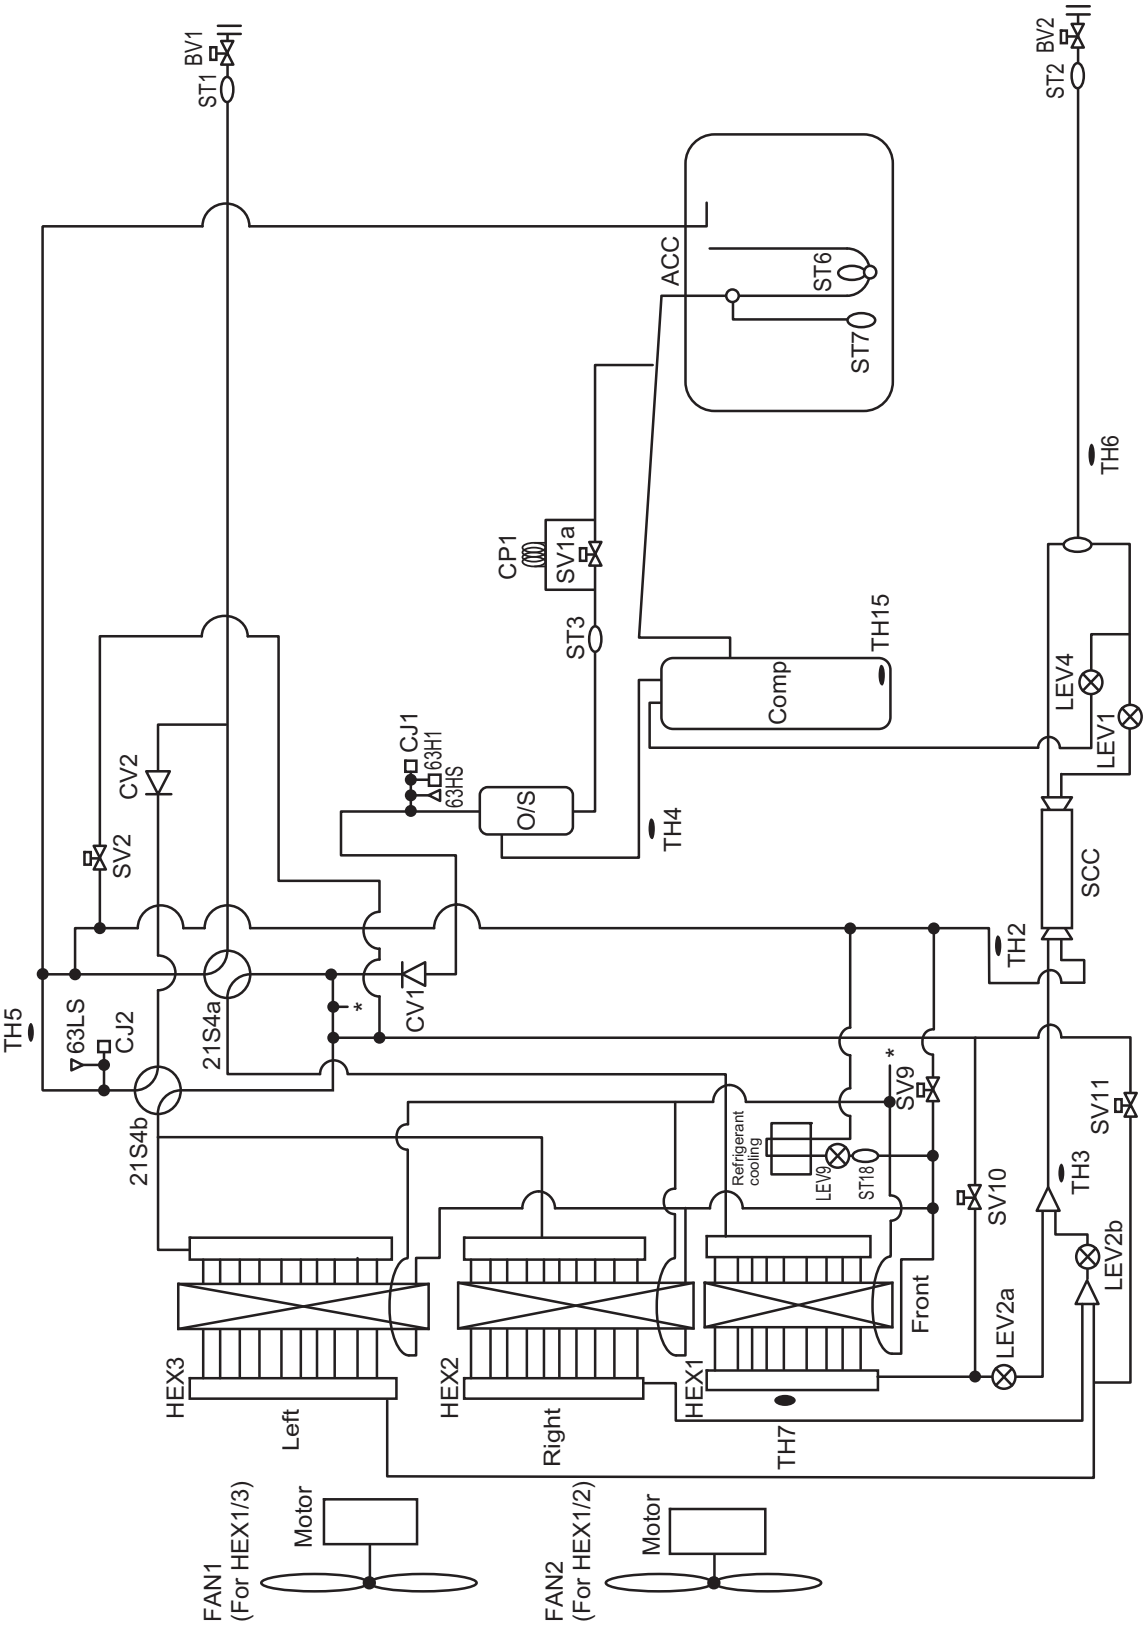 BV1
ST1
BV2
ST2
ACC
ST6
ST7
TH6
CP1
SV1a
ST3
TH15
Comp
LEV4
LEV1
CV2
SV2
CJ1
63H1
63HS
O/S
TH4
SCC
TH2
TH5
63LS
CJ2
21S4a
*
CV1
*
SV9
SV11
21S4b
Refrigerant
cooling
LEV9
ST18
SV10
TH3
LEV2b
LEV2a
Front
HEX3
HEX2
HEX1
Left
Right
TH7
Motor
Motor
FAN1
(For HEX1/3)
FAN2
(For HEX1/2)